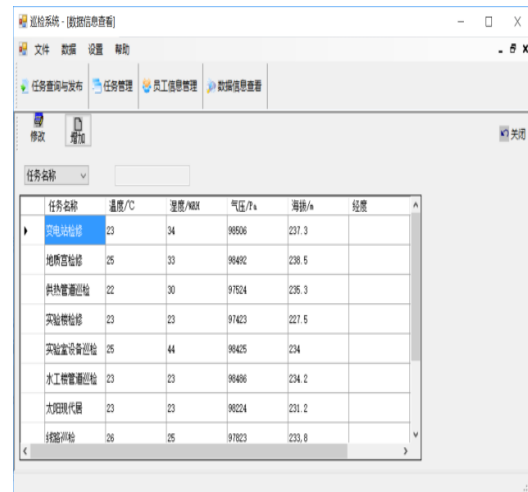 巡检系统 - [数据信息查看]
文件 数据 设置 帮助
任务查询与发布 任务管理 员工信息管理 数据信息查看
修改 增加 关闭
任务名称
任务名称 温度/℃ 湿度/%RH 气压/Pa 海拔/m 经度
变电站检修 23 34 98506 237.3
地质宫检修 25 33 98492 238.5
供热管道巡检 22 30 97524 235.3
实验楼检修 23 23 97423 227.5
实验室设备巡检 25 44 98425 234
水工楼管道巡检 23 23 98486 234.2
太阳现代居 23 23 98224 231.2
线路巡检 26 25 97823 233.8